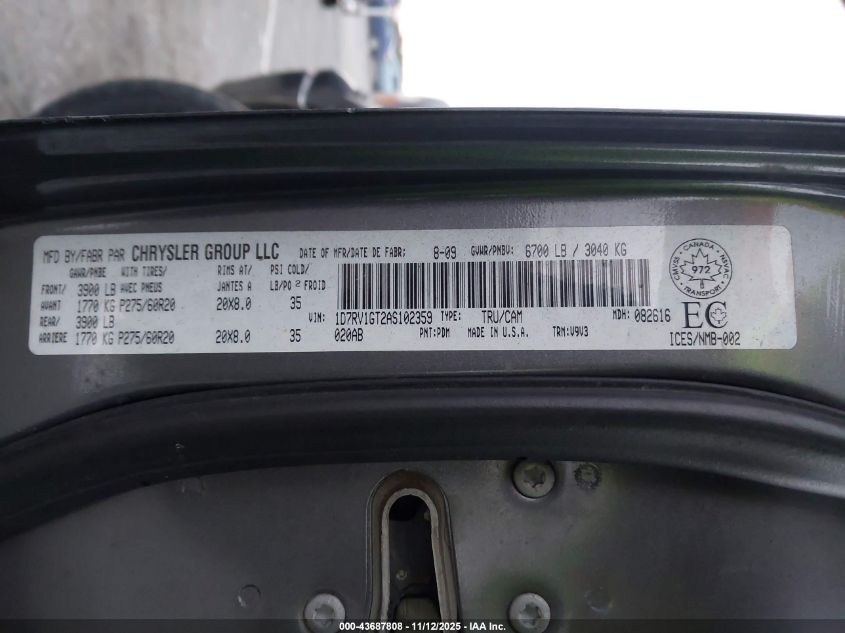 MFD BY/FABR PAR CHRYSLER GROUP LLC DATE OF MFR/DATE DE FABR: 8-09 GVWR/PNBV: 6700 LB / 3040 KG
GAWR/PNBE WITH TIRES/ RIMS AT/ PSI COLD/
FRONT/ 3900 LB AVEC PNEUS JANTES A LB/PO² FROID
AVANT 1770 KG P275/60R20 20X8.0 35
REAR/ 3900 LB VIN: 1D7RV1GT2AS102359 TYPE: TRU/CAM MDH: 082616
ARRIERE 1770 KG P275/60R20 20X8.0 35 020AB PNT:PDM MADE IN U.S.A. TRM:V9V3
CANADA
CMVSS NSVAC
972
6
TRANSPORT
EC
ICES/NMB-002
000-43687808 - 11/12/2025 - IAA Inc.